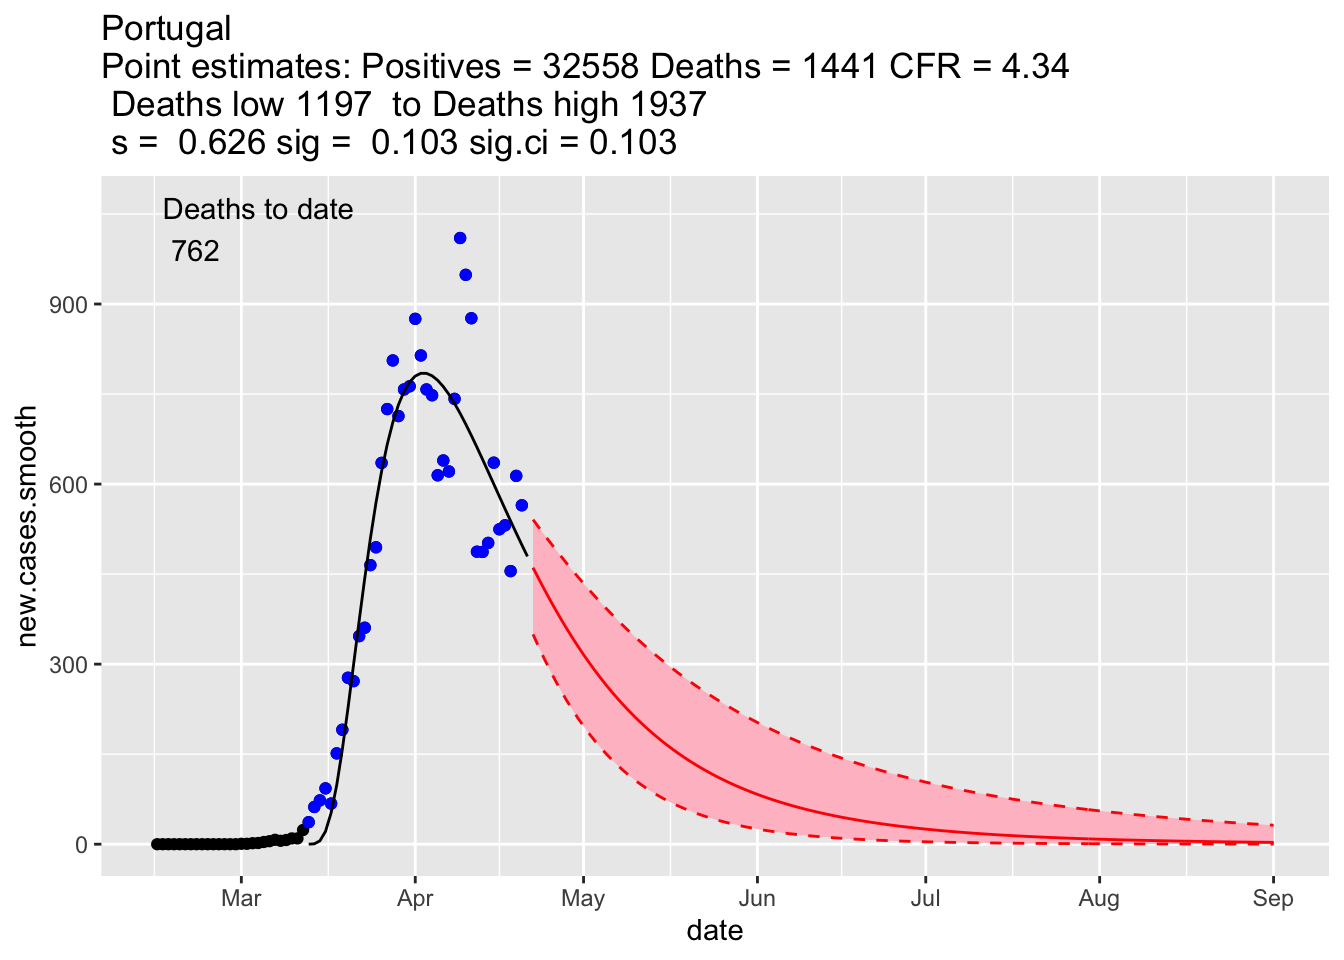 Portugal
Point estimates: Positives = 32558 Deaths = 1441 CFR = 4.34
Deaths low 1197  to Deaths high 1937
s =  0.626 sig =  0.103 sig.ci = 0.103
Deaths to date
762
900
600
300
0
new.cases.smooth
Mar Apr May Jun Jul Aug Sep
date